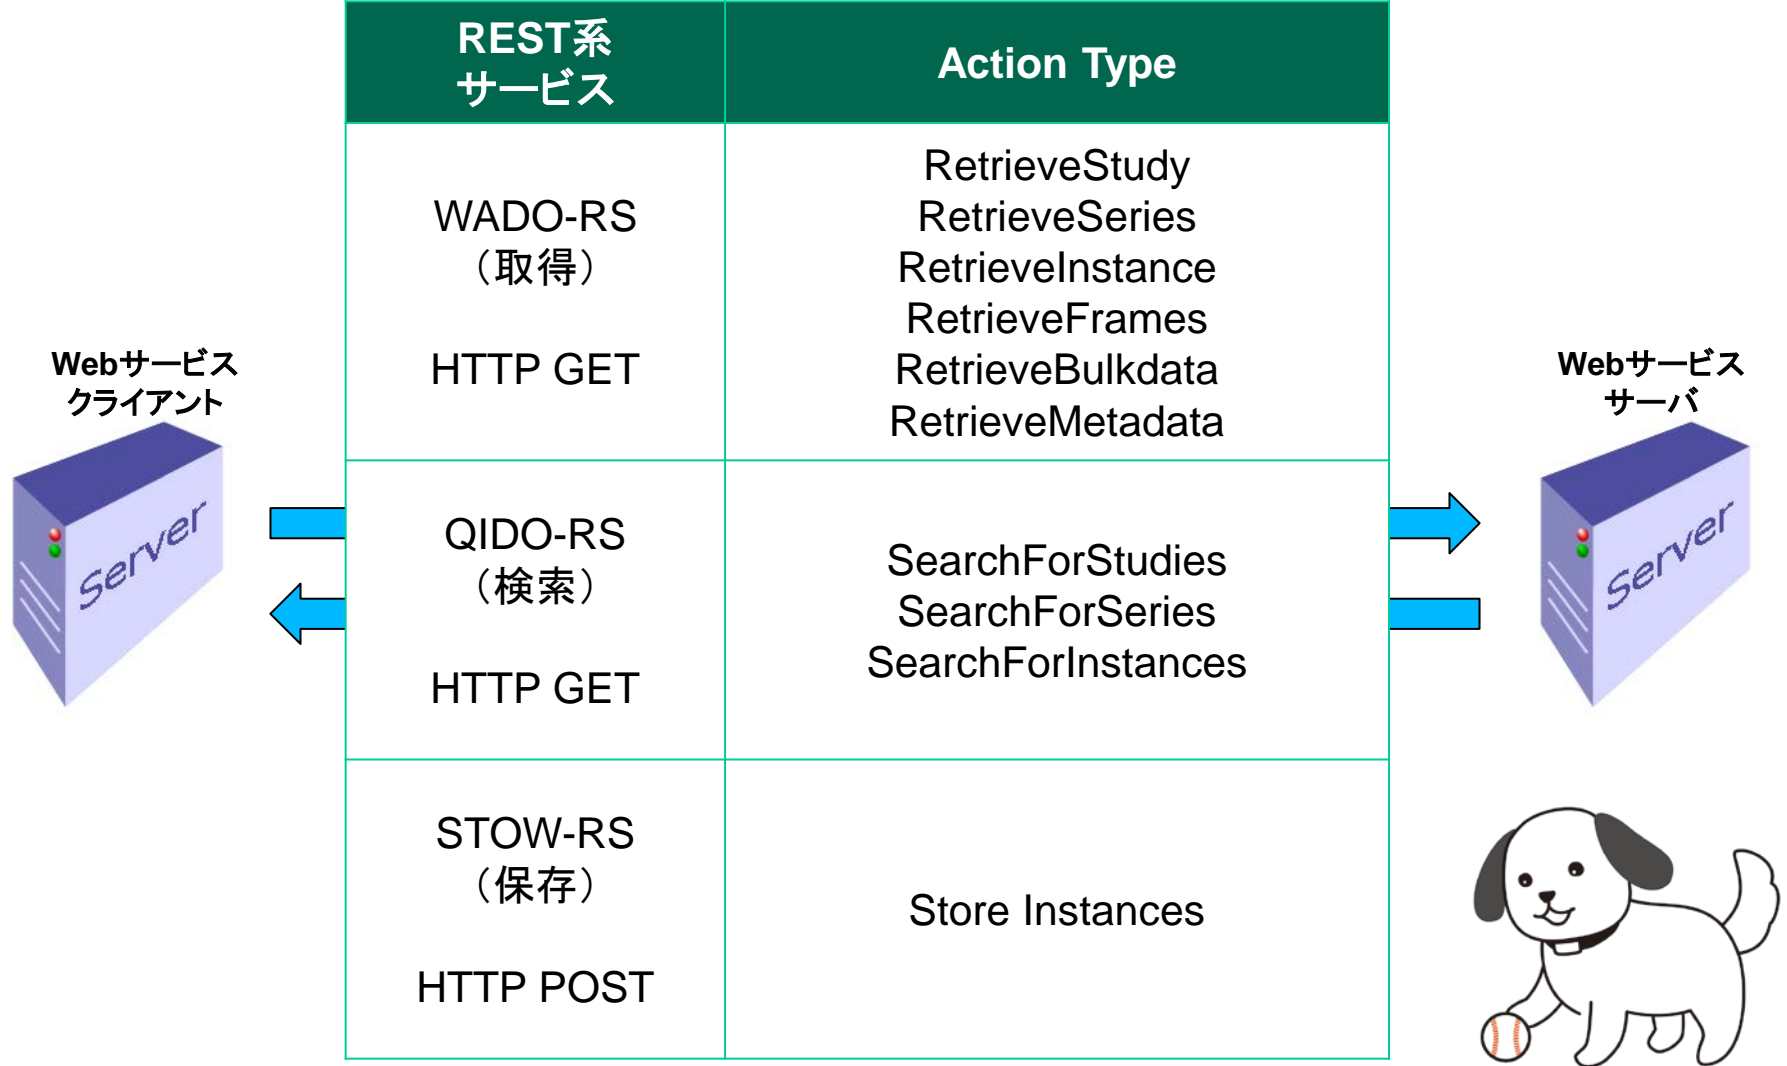 REST系
サービス
Action Type
WADO-RS
（取得）
HTTP GET
RetrieveStudy
RetrieveSeries
RetrieveInstance
RetrieveFrames
RetrieveBulkdata
RetrieveMetadata
Webサービス
クライアント
Server
QIDO-RS
（検索）
HTTP GET
SearchForStudies
SearchForSeries
SearchForInstances
Webサービス
サーバ
Server
STOW-RS
（保存）
HTTP POST
Store Instances